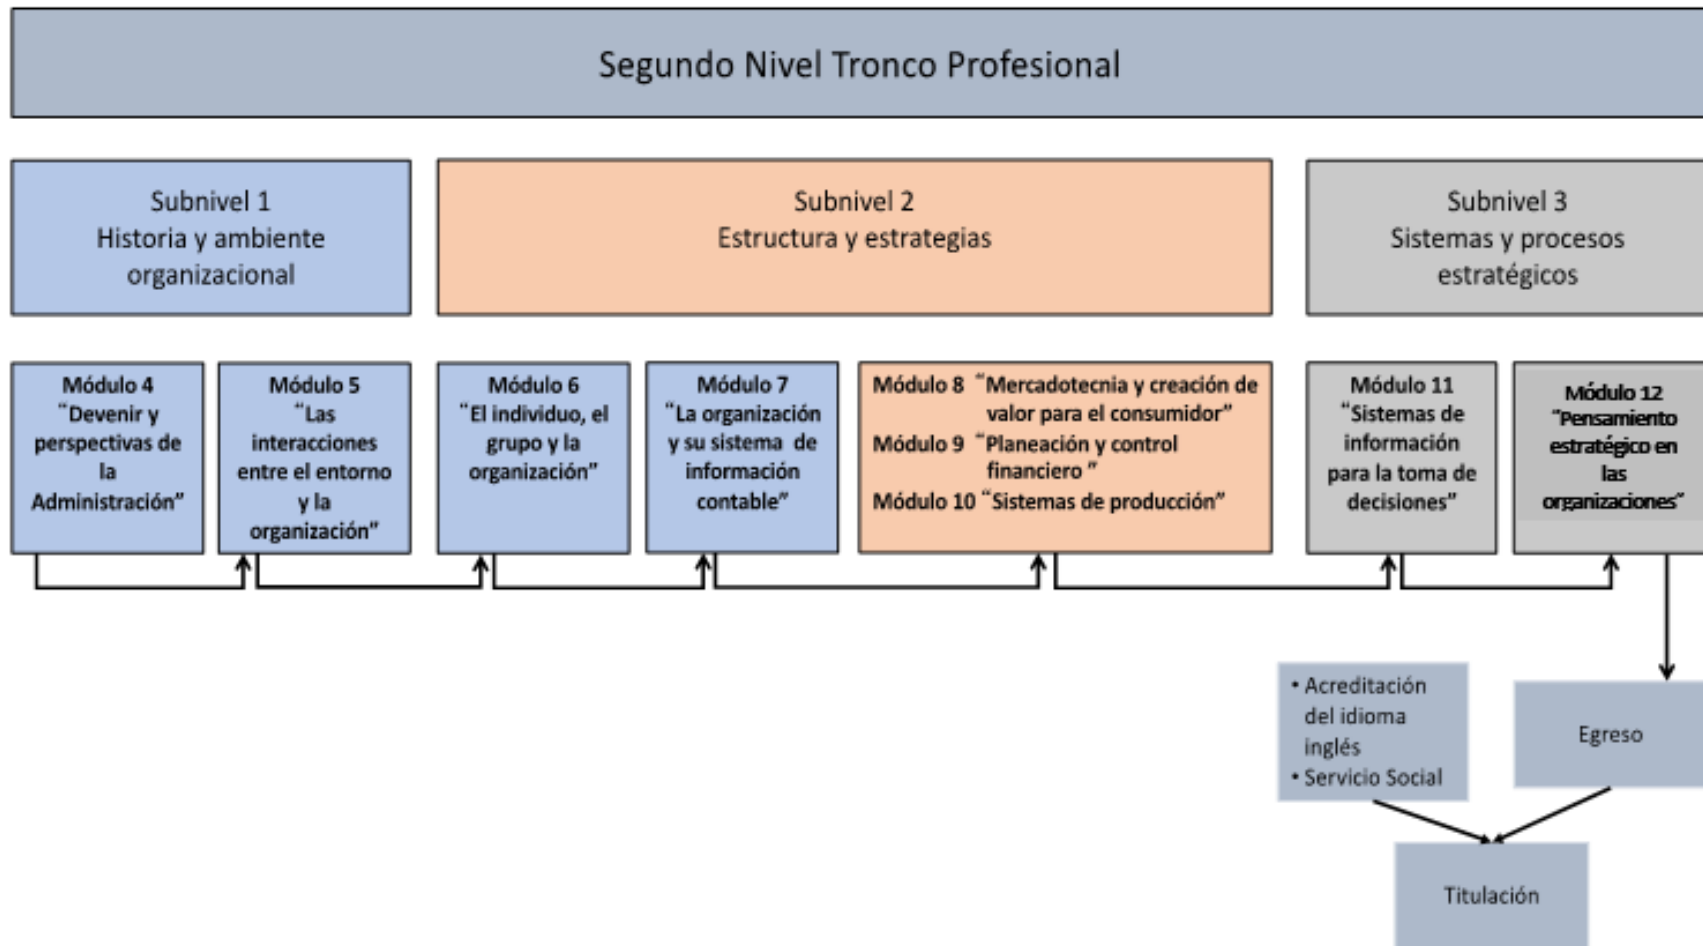 Segundo Nivel Tronco Profesional
Subnivel 1
Historia y ambiente
organizacional
Subnivel 2
Estructura y estrategias
Subnivel 3
Sistemas y procesos
estratégicos
Módulo 4
“Devenir y
perspectivas de
la
Administración”
Módulo 5
“Las
interacciones
entre el entorno
y la
organización”
Módulo 6
“El individuo, el
grupo y la
organización”
Módulo 7
“La organización
y su sistema de
información
contable”
Módulo 8 “Mercadotecnia y creación de
valor para el consumidor”
Módulo 9 “Planeación y control
financiero ”
Módulo 10 “Sistemas de producción”
Módulo 11
“Sistemas de
información
para la toma de
decisiones”
Módulo 12
“Pensamiento
estratégico en
las
organizaciones”
• Acreditación
del idioma
inglés
• Servicio Social
Egreso
Titulación